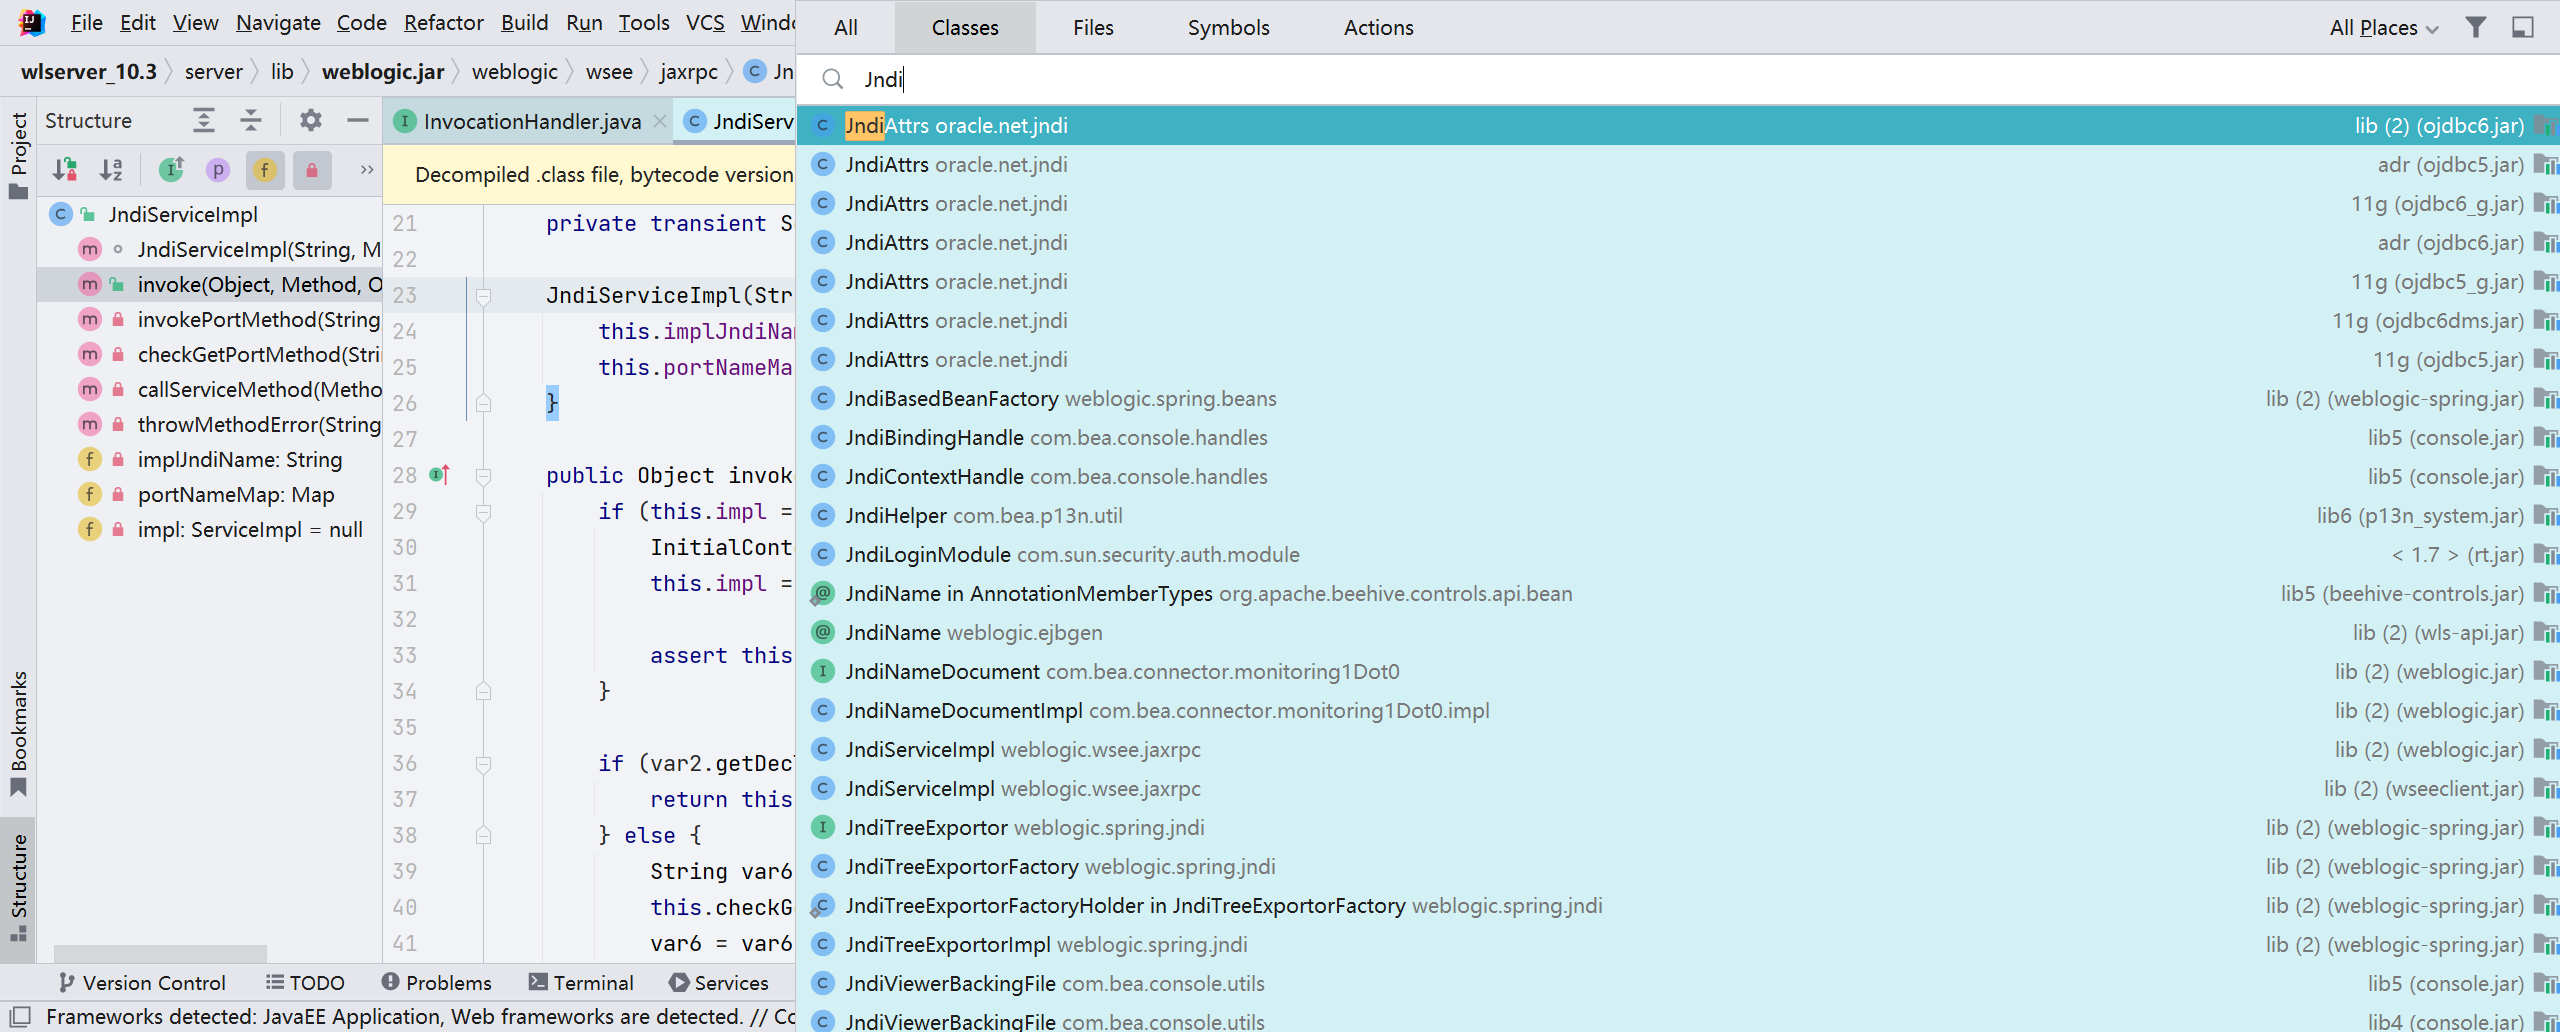 File Edit View Navigate Code Refactor Build Run Tools VCS Windo
wlserver_10.3 server lib weblogic.jar weblogic wsee jaxrpc C Jn
Project
Bookmarks
Structure
Structure
JndiServiceImpl
JndiServiceImpl(String, M
invoke(Object, Method, O
invokePortMethod(String
checkGetPortMethod(Stri
callServiceMethod(Metho
throwMethodError(String
implJndiName: String
portNameMap: Map
impl: ServiceImpl = null
InvocationHandler.java JndiServ
Decompiled .class file, bytecode version
21 private transient Se
22
23 JndiServiceImpl(Str
24 this.implJndiNa
25 this.portNameMa
26 }
27
28 public Object invok
29 if (this.impl =
30 InitialCont
31 this.impl =
32
33 assert this
34 }
35
36 if (var2.getDecl
37 return this
38 } else {
39 String var6
40 this.checkG
41 var6 = var6
All Classes Files Symbols Actions All Places
Jndi
JndiAttrs oracle.net.jndi lib (2) (ojdbc6.jar)
JndiAttrs oracle.net.jndi adr (ojdbc5.jar)
JndiAttrs oracle.net.jndi 11g (ojdbc6_g.jar)
JndiAttrs oracle.net.jndi adr (ojdbc6.jar)
JndiAttrs oracle.net.jndi 11g (ojdbc5_g.jar)
JndiAttrs oracle.net.jndi 11g (ojdbc6dms.jar)
JndiAttrs oracle.net.jndi 11g (ojdbc5.jar)
JndiBasedBeanFactory weblogic.spring.beans lib (2) (weblogic-spring.jar)
JndiBindingHandle com.bea.console.handles lib5 (console.jar)
JndiContextHandle com.bea.console.handles lib5 (console.jar)
JndiHelper com.bea.p13n.util lib6 (p13n_system.jar)
JndiLoginModule com.sun.security.auth.module < 1.7 > (rt.jar)
JndiName in AnnotationMemberTypes org.apache.beehive.controls.api.bean lib5 (beehive-controls.jar)
JndiName weblogic.ejbgen lib (2) (wls-api.jar)
JndiNameDocument com.bea.connector.monitoring1Dot0 lib (2) (weblogic.jar)
JndiNameDocumentImpl com.bea.connector.monitoring1Dot0.impl lib (2) (weblogic.jar)
JndiServiceImpl weblogic.wsee.jaxrpc lib (2) (weblogic.jar)
JndiServiceImpl weblogic.wsee.jaxrpc lib (2) (wseeclient.jar)
JndiTreeExportor weblogic.spring.jndi lib (2) (weblogic-spring.jar)
JndiTreeExportorFactory weblogic.spring.jndi lib (2) (weblogic-spring.jar)
JndiTreeExportorFactoryHolder in JndiTreeExportorFactory weblogic.spring.jndi lib (2) (weblogic-spring.jar)
JndiTreeExportorImpl weblogic.spring.jndi lib (2) (weblogic-spring.jar)
JndiViewerBackingFile com.bea.console.utils lib5 (console.jar)
JndiViewerBackingFile com.bea.console.utils lib4 (console.jar)
Version Control TODO Problems Terminal Services
Frameworks detected: JavaEE Application, Web frameworks are detected. // Co